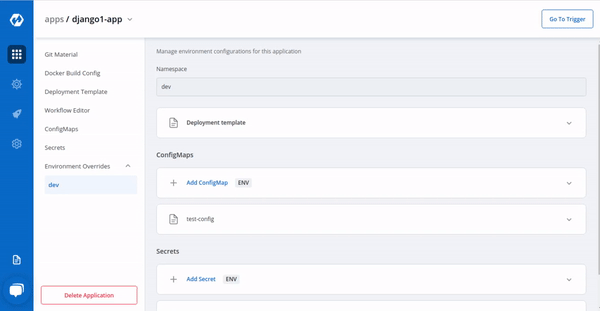 apps / django1-app
Go To Trigger
Git Material
Docker Build Config
Deployment Template
Workflow Editor
ConfigMaps
Secrets
Environment Overrides
dev
Delete Application
Manage environment configurations for this application
Namespace
dev
Deployment template
ConfigMaps
Add ConfigMap ENV
test-config
Secrets
Add Secret ENV